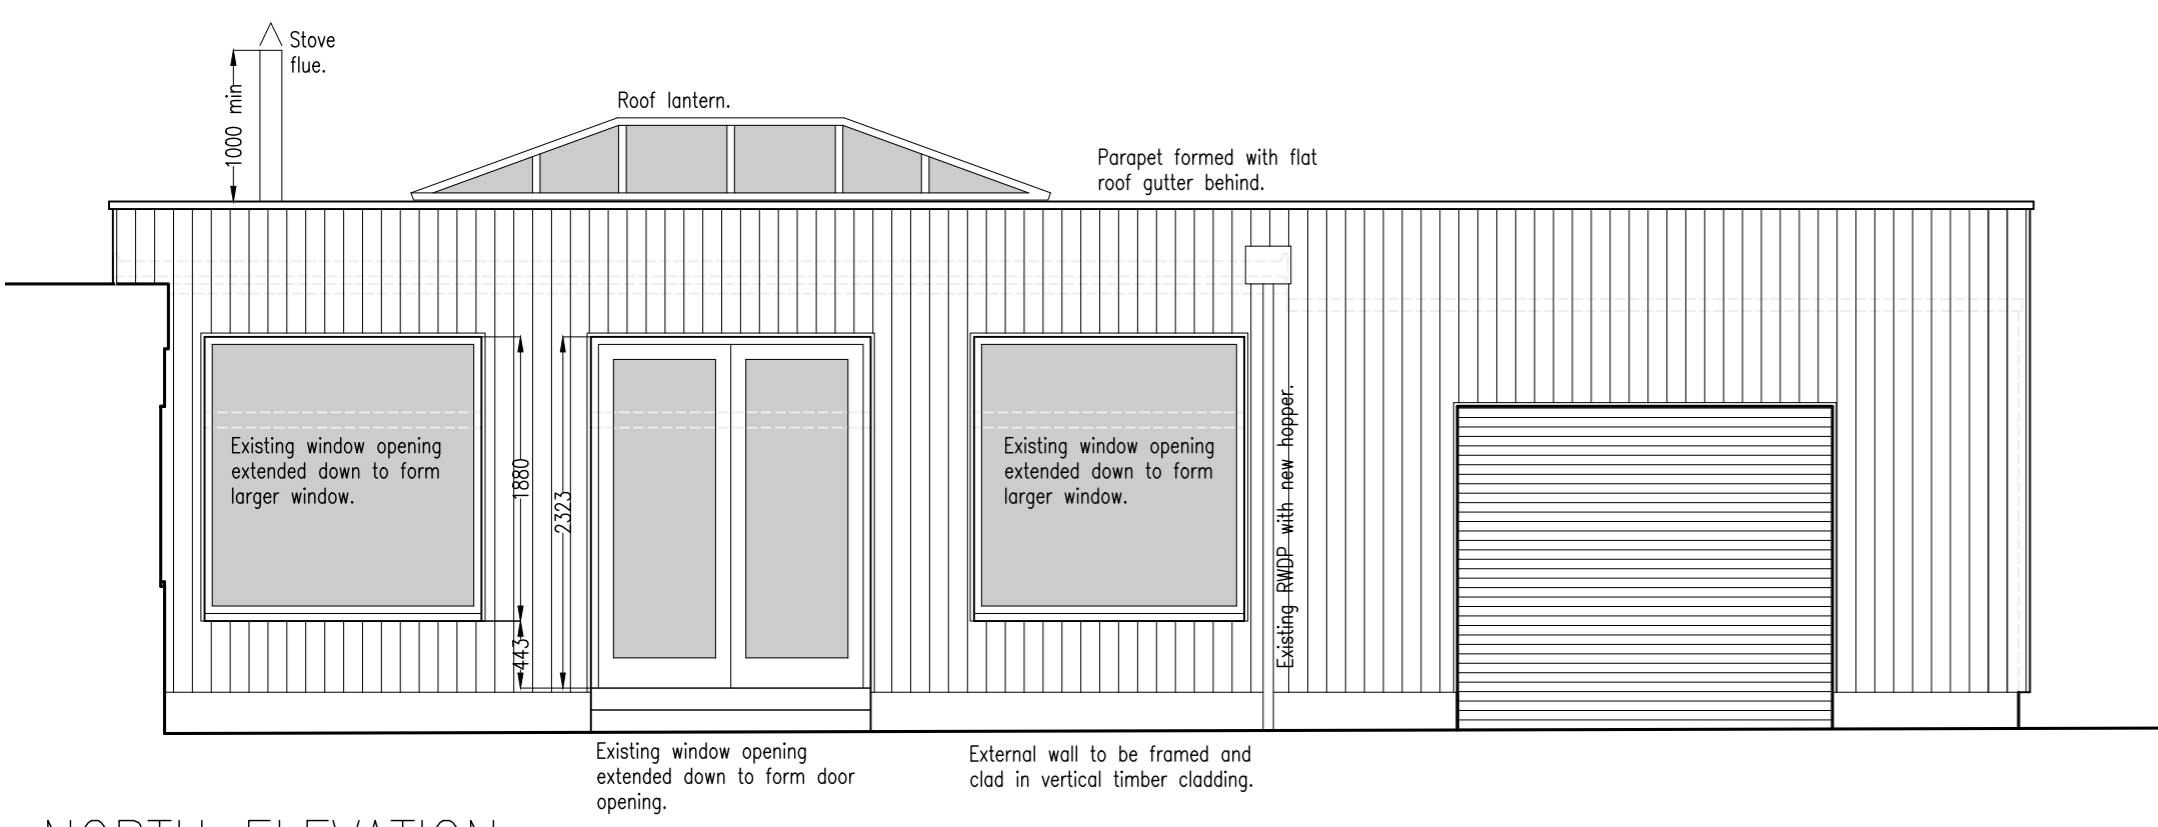 Stove
flue.
1000 min
Roof lantern.
Parapet formed with flat
roof gutter behind.
Existing window opening
extended down to form
larger window.
1880
443
2323
Existing window opening
extended down to form
larger window.
Existing RWDP with new hopper.
Existing window opening
extended down to form door
opening.
External wall to be framed and
clad in vertical timber cladding.
NORTH ELEVATION